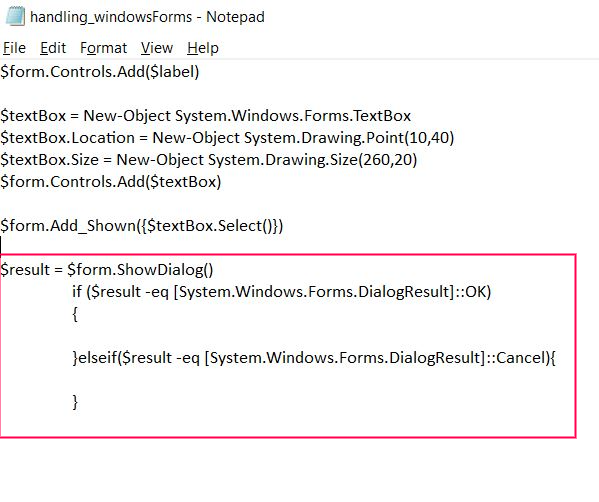 handling_windowsForms - Notepad
File Edit Format View Help
$form.Controls.Add($label)
$textBox = New-Object System.Windows.Forms.TextBox
$textBox.Location = New-Object System.Drawing.Point(10,40)
$textBox.Size = New-Object System.Drawing.Size(260,20)
$form.Controls.Add($textBox)
$form.Add_Shown({$textBox.Select()})
$result = $form.ShowDialog()
if ($result -eq [System.Windows.Forms.DialogResult]::OK)
{
}elseif($result -eq [System.Windows.Forms.DialogResult]::Cancel){
}